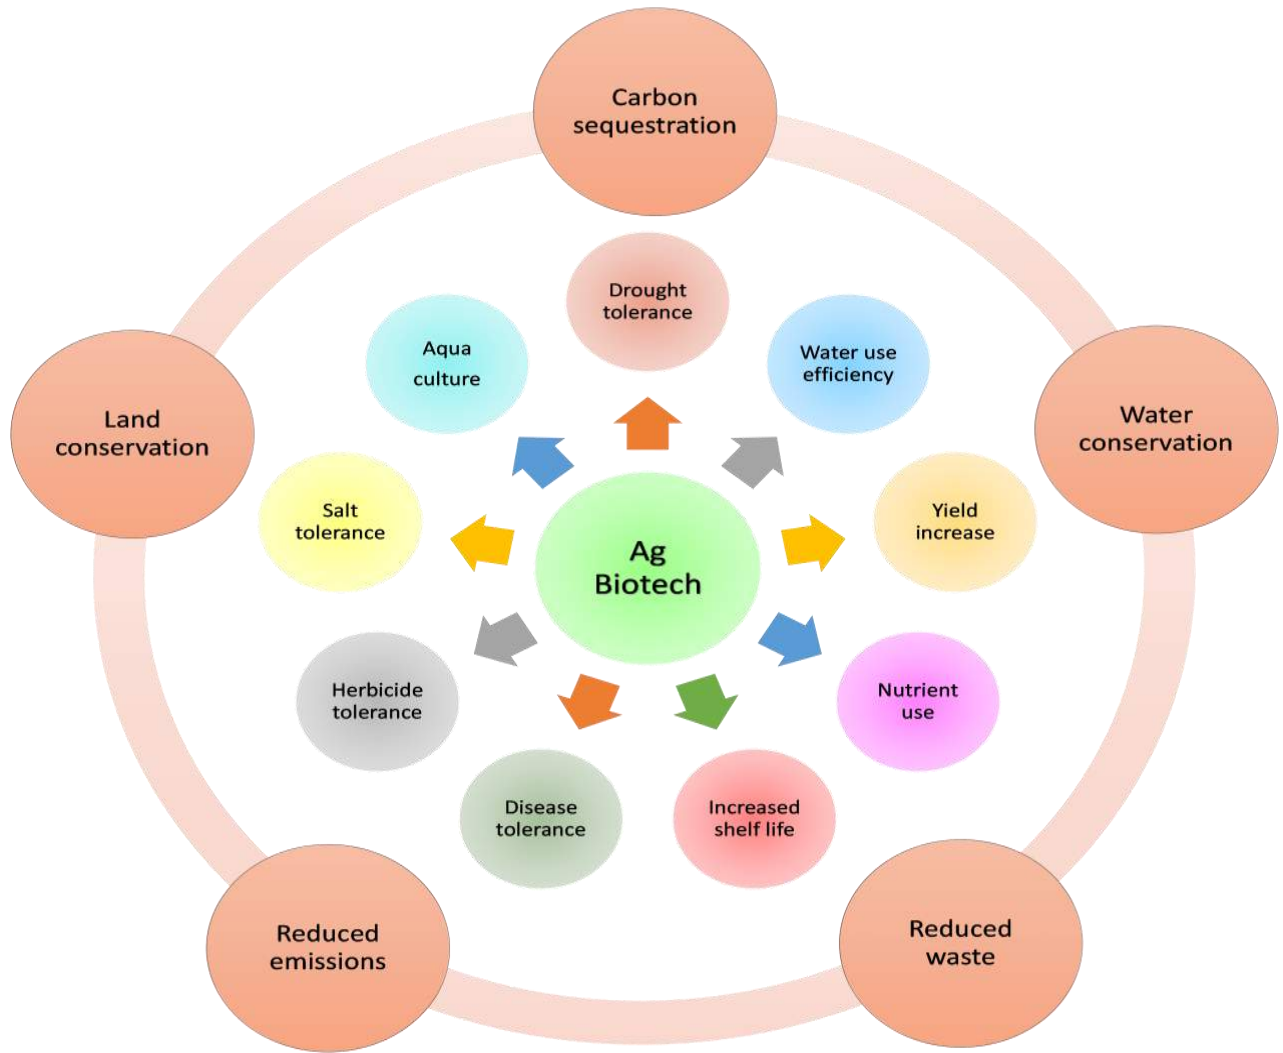 Carbon
sequestration
Drought
tolerance
Aqua
culture
Water use
efficiency
Land
conservation
Water
conservation
Salt
tolerance
Yield
increase
Ag
Biotech
Herbicide
tolerance
Nutrient
use
Disease
tolerance
Increased
shelf life
Reduced
emissions
Reduced
waste